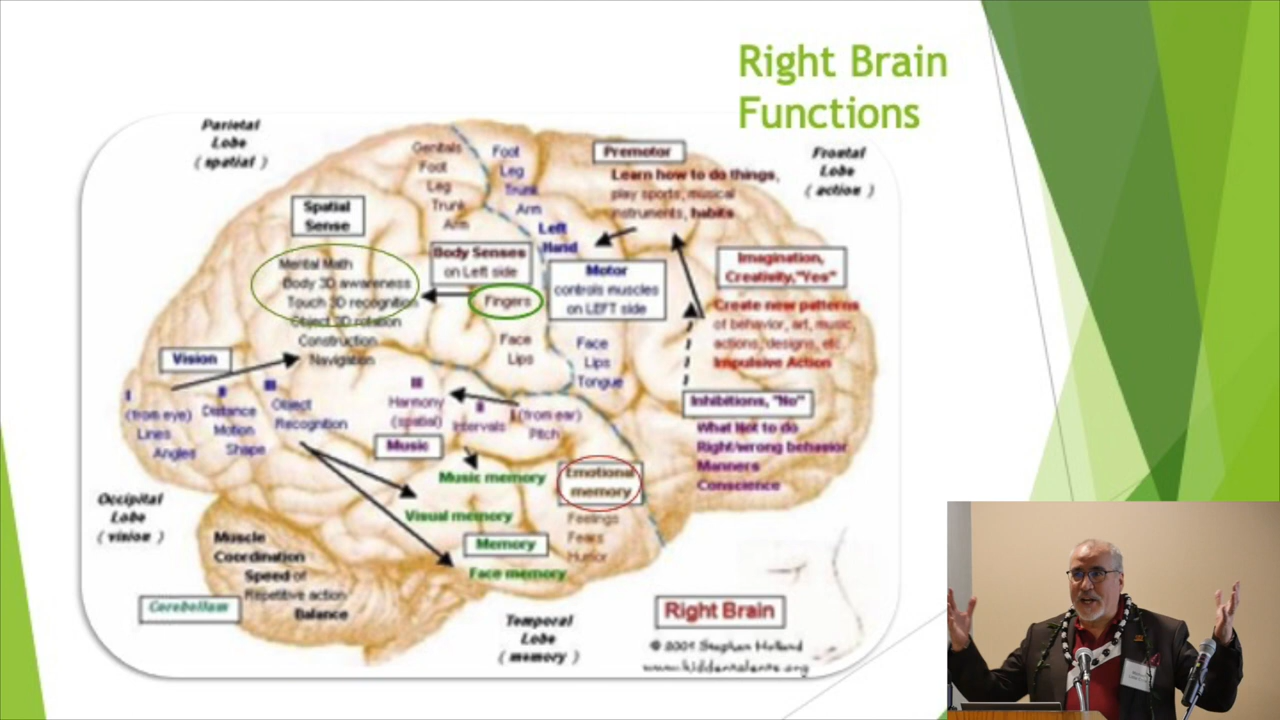 Right Brain
Functions
Parietal
Lobe
(spatial)
Genitals
Foot
Leg
Trunk
Arm
Foot
Leg
Trunk
Arm
Left
Hand
Premotor
Learn how to do things,
play sports, musical
instruments, habits
Frontal
Lobe
(action)
Spatial
Sense
Mental Math
Body 3D awareness
Touch 3D recognition
Object 3D rotation
Construction
Navigation
Body Senses
on Left side
Fingers
Face
Lips
Motor
controls muscles
on LEFT side
Face
Lips
Tongue
Imagination,
Creativity,"Yes"
Create new patterns
of behavior, art, music,
actions, designs, etc.
Impulsive Action
Inhibitions, "No"
What Not to do
Right/wrong behavior
Manners
Conscience
Vision
I
(from eye)
Lines
Angles
II
Distance
Motion
Shape
III
Object
Recognition
III
Harmony
(spatial)
II
Intervals
I (from ear)
Pitch
Music
Music memory
Visual memory
Memory
Face memory
Emotional
memory
Feelings
Fears
Humor
Occipital
Lobe
(vision)
Muscle
Coordination
Speed of
Repetitive action
Balance
Cerebellum
Temporal
Lobe
(memory)
Right Brain
© 2001 Stephen Holland
www.hiddentalents.org